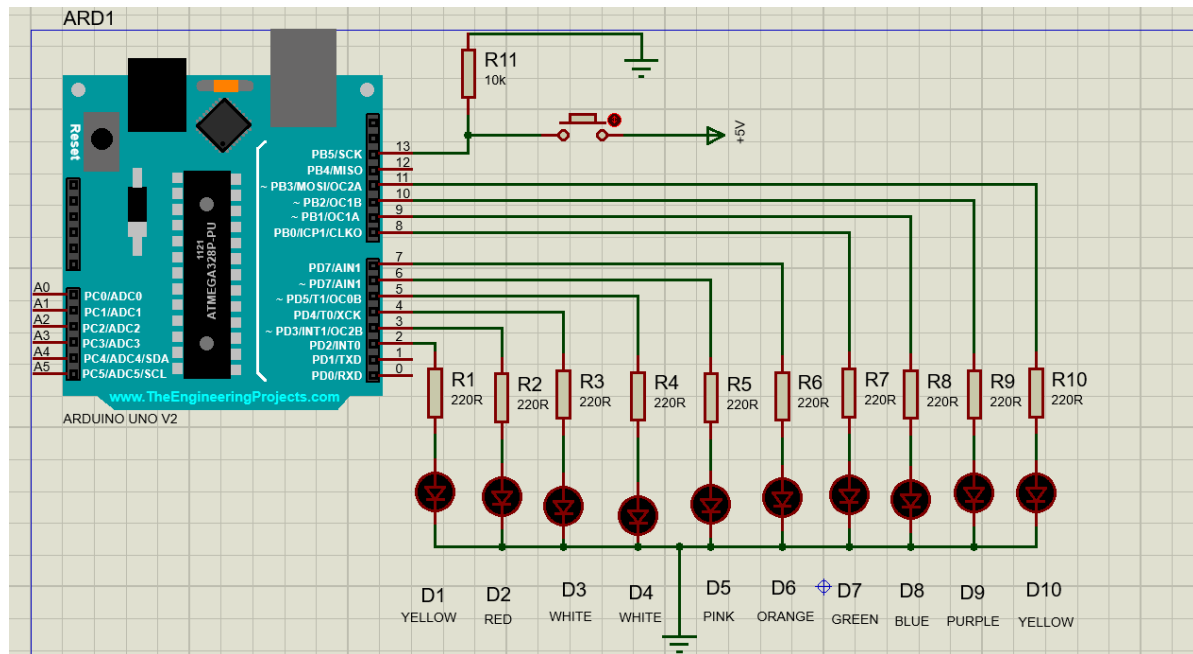 ARD1
R11
10k
+5V
Reset
1121
ATMEGA328P-PU
PB5/SCK 13
PB4/MISO 12
~ PB3/MOSI/OC2A 11
~ PB2/OC1B 10
~ PB1/OC1A 9
PB0/ICP1/CLKO 8
PD7/AIN1 7
~ PD7/AIN1 6
~ PD5/T1/OC0B 5
PD4/T0/XCK 4
~ PD3/INT1/OC2B 3
PD2/INT0 2
PD1/TXD 1
PD0/RXD 0
A0 PC0/ADC0
A1 PC1/ADC1
A2 PC2/ADC2
A3 PC3/ADC3
A4 PC4/ADC4/SDA
A5 PC5/ADC5/SCL
www.TheEngineeringProjects.com
ARDUINO UNO V2
R1 R2 R3 R4 R5 R6 R7 R8 R9 R10
220R 220R 220R 220R 220R 220R 220R 220R 220R 220R
D1 D2 D3 D4 D5 D6 D7 D8 D9 D10
YELLOW RED WHITE WHITE PINK ORANGE GREEN BLUE PURPLE YELLOW